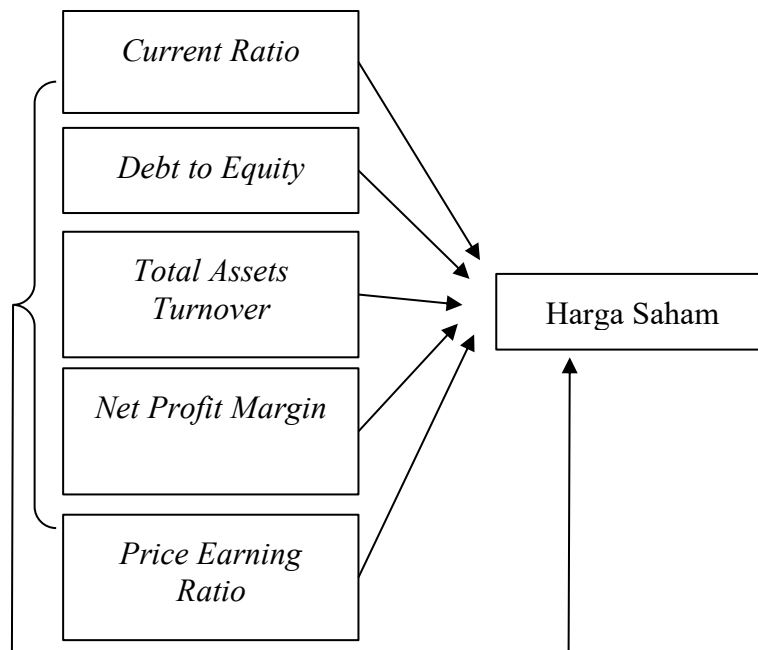 Current Ratio
Debt to Equity
Total Assets
Turnover
Harga Saham
Net Profit Margin
Price Earning
Ratio